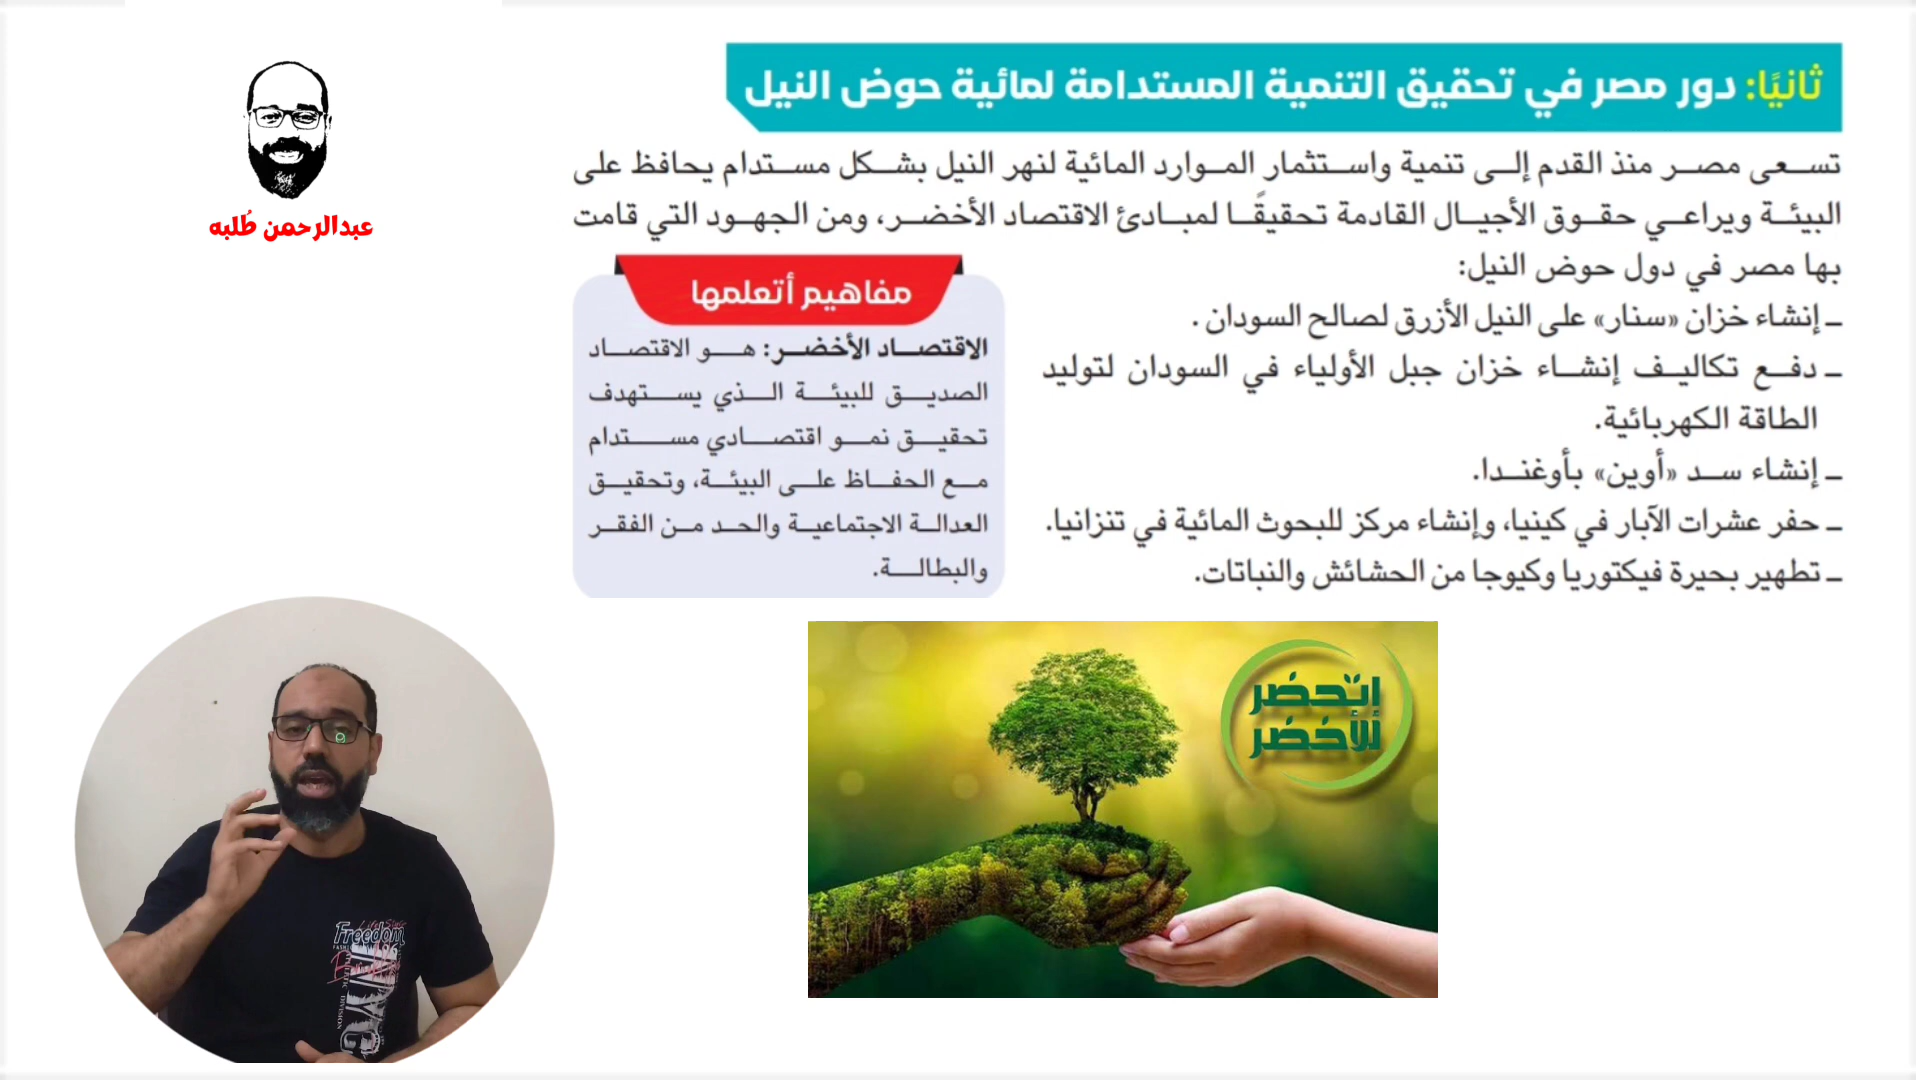 عبدالرحمن طُلبه
ثانيًا: دور مصر في تحقيق التنمية المستدامة لمائية حوض النيل
تسعى مصر منذ القدم إلى تنمية واستثمار الموارد المائية لنهر النيل بشكل مستدام يحافظ على
البيئة ويراعي حقوق الأجيال القادمة تحقيقًا لمبادئ الاقتصاد الأخضر، ومن الجهود التي قامت
بها مصر في دول حوض النيل:
ـ إنشاء خزان «سنار» على النيل الأزرق لصالح السودان .
ـ دفع تكاليف إنشاء خزان جبل الأولياء في السودان لتوليد
الطاقة الكهربائية.
ـ إنشاء سد «أوين» بأوغندا.
ـ حفر عشرات الآبار في كينيا، وإنشاء مركز للبحوث المائية في تنزانيا.
ـ تطهير بحيرة فيكتوريا وكيوجا من الحشائش والنباتات.
مفاهيم أتعلمها
الاقتصاد الأخضر: هو الاقتصاد
الصديق للبيئة الذي يستهدف
تحقيق نمو اقتصادي مستدام
مع الحفاظ على البيئة، وتحقيق
العدالة الاجتماعية والحد من الفقر
والبطالة.
اتحضر
للأخضر
Freedom
DIVISION